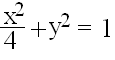 x²/4 + y² = 1